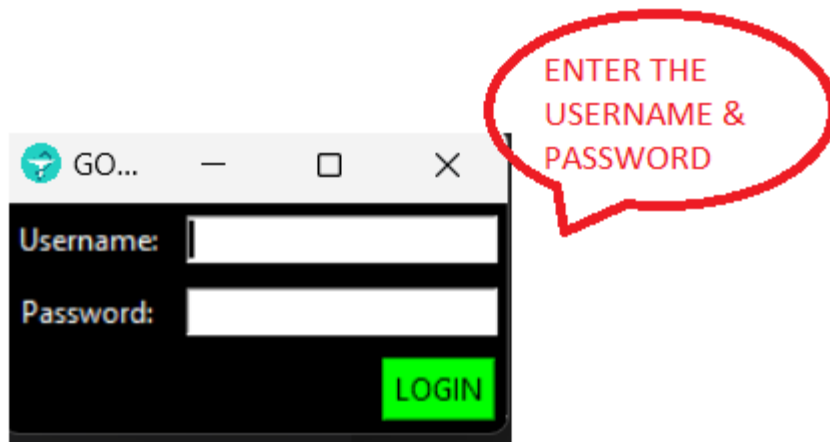 ENTER THE
USERNAME &
PASSWORD
GO...
Username:
Password:
LOGIN